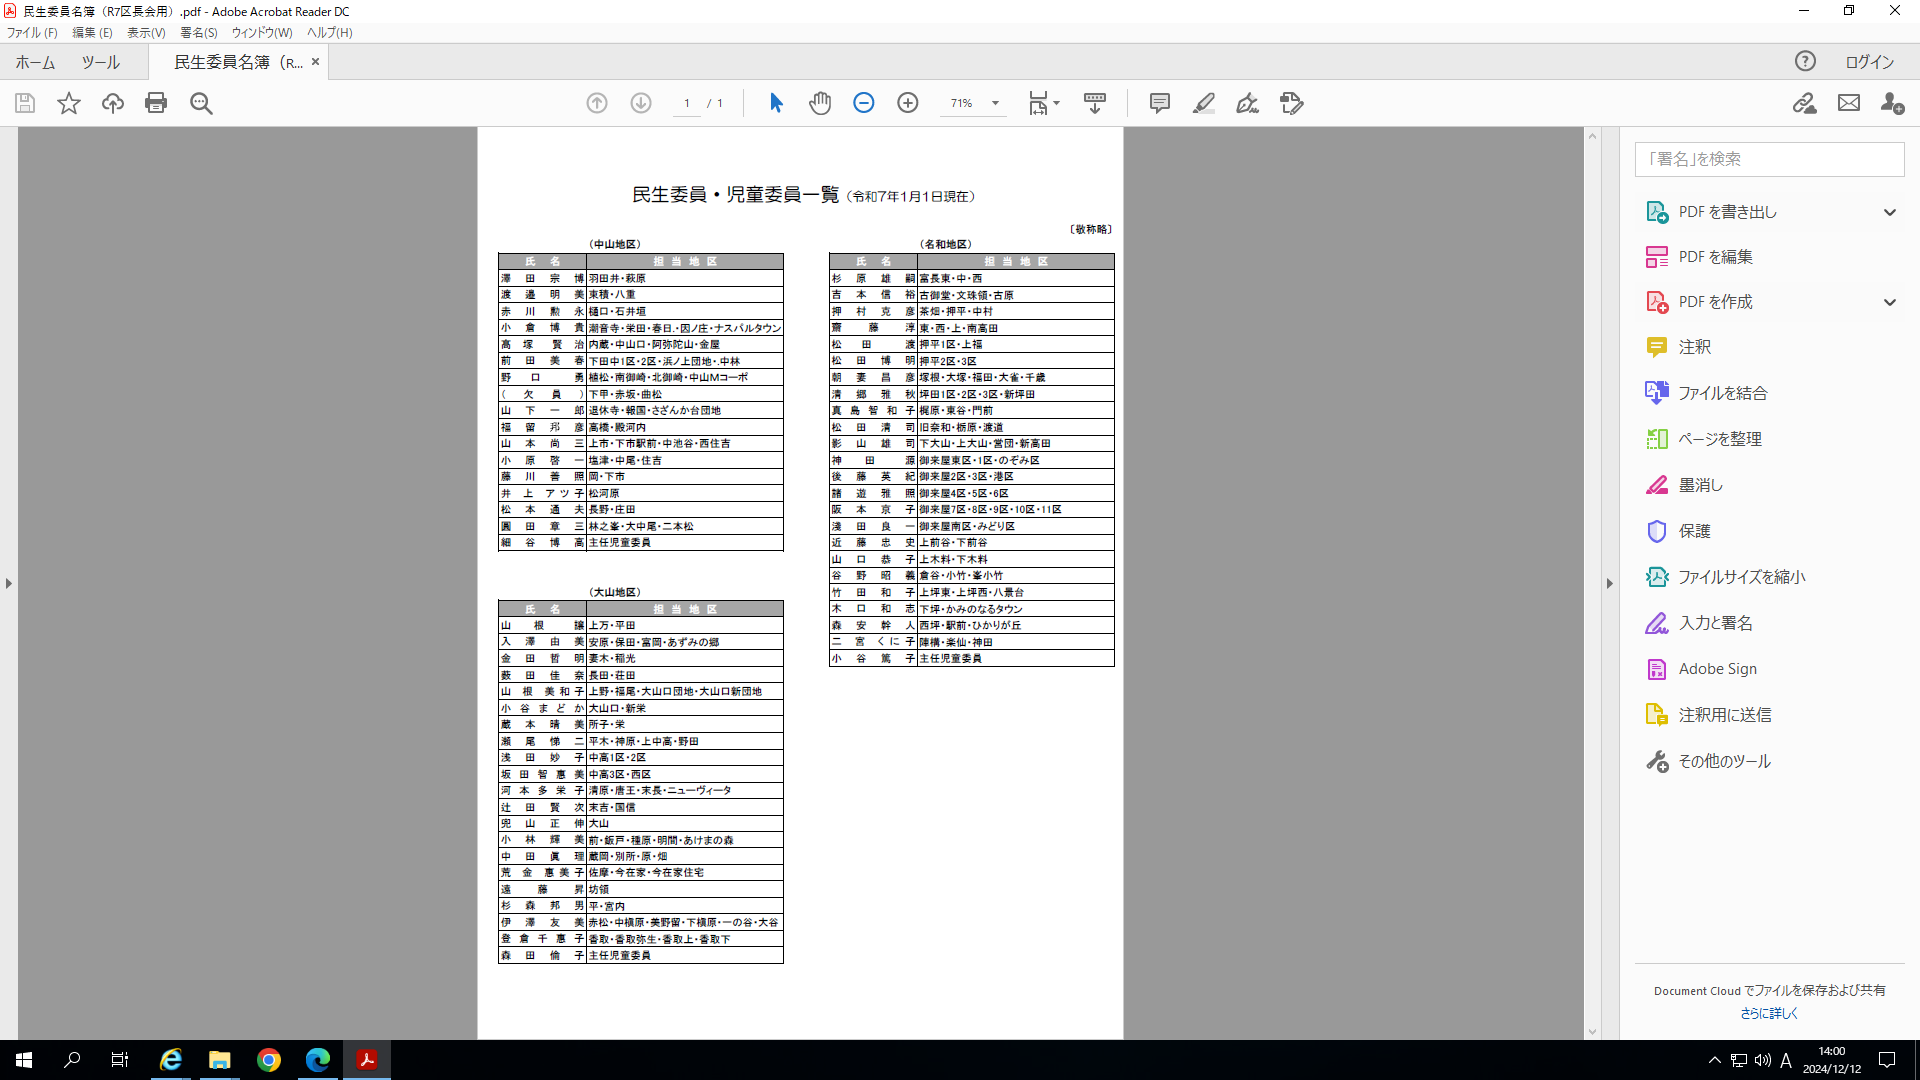 民生委員名簿（R7区長会用）.pdf - Adobe Acrobat Reader DC
ファイル(F) 編集(E) 表示(V) 署名(S) ウィンドウ(W) ヘルプ(H)
ホーム ツール 民生委員名簿（R... × ログイン
1 / 1 71%
民生委員・児童委員一覧（令和7年1月1日現在）
〔敬称略〕
（中山地区）
氏 名 担 当 地 区
澤田宗博 羽田井・萩原
渡邉明美 東積・八重
赤川勲永 樋口・石井垣
小倉博貴 潮音寺・栄田・春日.・因ノ庄・ナスパルタウン
高塚賢治 内蔵・中山口・阿弥陀山・金屋
前田美春 下田中1区・2区・浜ノ上団地・.中林
野口勇 植松・南御崎・北御崎・中山Mコーポ
（欠員） 下甲・赤坂・曲松
山下一郎 退休寺・報国・さざんか台団地
福留邦彦 高橋・殿河内
山本尚三 上市・下市駅前・中池谷・西住吉
小原啓一 塩津・中尾・住吉
藤川善照 岡・下市
井上アツ子 松河原
松本通夫 長野・庄田
圓田章三 林之峯・大中尾・二本松
細谷博高 主任児童委員
（大山地区）
氏 名 担 当 地 区
山根譲 上万・平田
入澤由美 安原・保田・富岡・あずみの郷
金田哲明 妻木・稲光
薮田佳奈 長田・荘田
山根美和子 上野・福尾・大山口団地・大山口新団地
小谷まどか 大山口・新栄
蔵本晴美 所子・栄
瀬尾悌二 平木・神原・上中高・野田
浅田妙子 中高1区・2区
坂田智惠美 中高3区・西区
河本多栄子 清原・唐王・末長・ニューヴィータ
辻田賢次 末吉・国信
兜山正伸 大山
小林輝美 前・鈑戸・種原・明間・あけまの森
中田眞理 蔵岡・別所・原・畑
荒金惠美子 佐摩・今在家・今在家住宅
遠藤昇 坊領
杉森邦男 平・宮内
伊澤友美 赤松・中槇原・美野留・下槇原・一の谷・大谷
登倉千惠子 香取・香取弥生・香取上・香取下
森田倫子 主任児童委員
（名和地区）
氏 名 担 当 地 区
杉原雄嗣 富長東・中・西
吉本信裕 古御堂・文珠領・古原
押村克彦 茶畑・押平・中村
齋藤淳 東・西・上・南高田
松田渡 押平1区・上福
松田博明 押平2区・3区
朝妻昌彦 塚根・大塚・福田・大雀・千歳
清郷雅秋 坪田1区・2区・3区・新坪田
真島智和子 梶原・東谷・門前
松田清司 旧奈和・栃原・渡道
影山雄司 下大山・上大山・営団・新高田
神田源 御来屋東区・1区・のぞみ区
後藤英紀 御来屋2区・3区・港区
諸遊雅照 御来屋4区・5区・6区
阪本京子 御来屋7区・8区・9区・10区・11区
淺田良一 御来屋南区・みどり区
近藤忠史 上前谷・下前谷
山口恭子 上木料・下木料
谷野昭義 倉谷・小竹・峯小竹
竹田和子 上坪東・上坪西・八景台
木口和志 下坪・かみのなるタウン
森安幹人 西坪・駅前・ひかりが丘
二宮くに子 陣構・楽仙・神田
小谷篤子 主任児童委員
「署名」を検索
PDF を書き出し
PDF を編集
PDF を作成
注釈
ファイルを結合
ページを整理
墨消し
保護
ファイルサイズを縮小
入力と署名
Adobe Sign
注釈用に送信
その他のツール
Document Cloud でファイルを保存および共有
さらに詳しく
A 14:00
2024/12/12